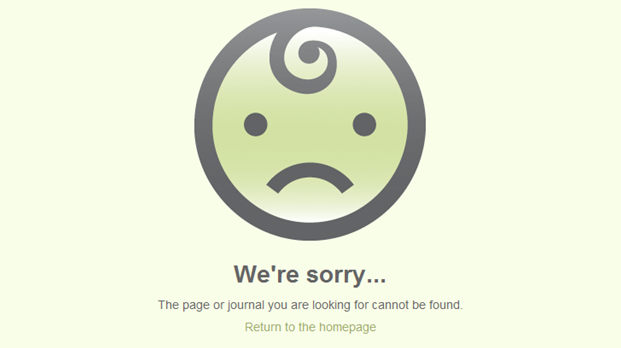 We're sorry...
The page or journal you are looking for cannot be found.
Return to the homepage